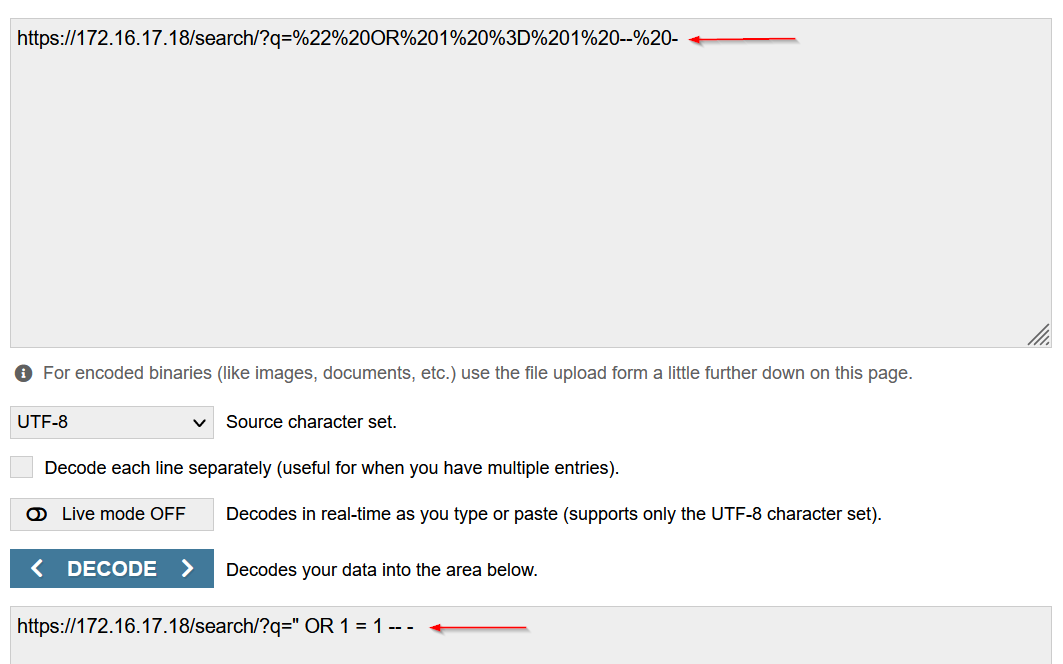 https://172.16.17.18/search/?q=%22%20OR%201%20%3D%201%20--%20-
For encoded binaries (like images, documents, etc.) use the file upload form a little further down on this page.
UTF-8 Source character set.
Decode each line separately (useful for when you have multiple entries).
Live mode OFF Decodes in real-time as you type or paste (supports only the UTF-8 character set).
< DECODE > Decodes your data into the area below.
https://172.16.17.18/search/?q=" OR 1 = 1 -- -